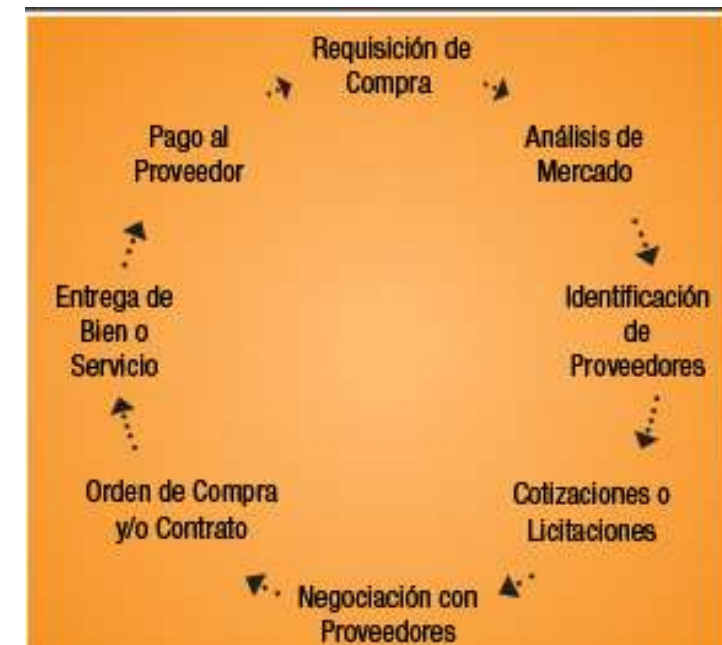 Requisición de
Compra
Análisis de
Mercado
Identificación
de
Proveedores
Cotizaciones o
Licitaciones
Negociación con
Proveedores
Orden de Compra
y/o Contrato
Entrega de
Bien o
Servicio
Pago al
Proveedor